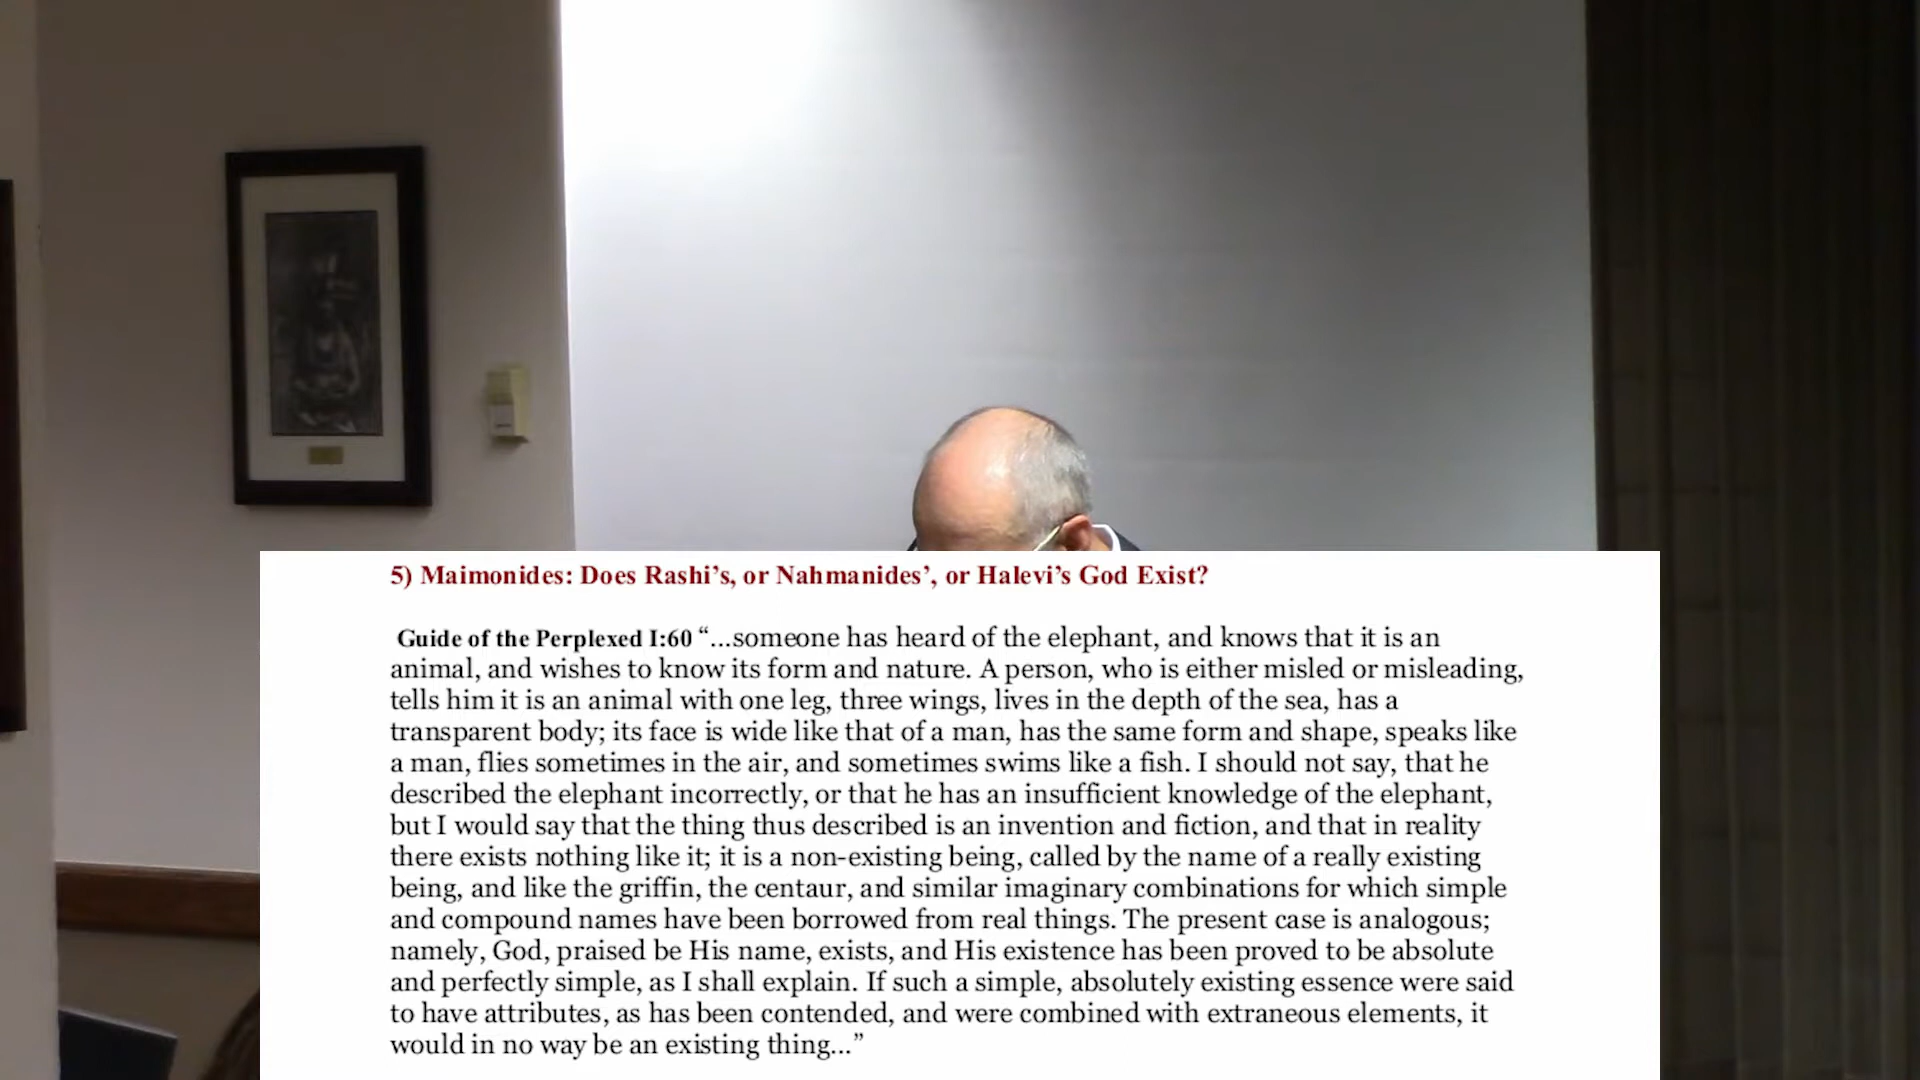 5) Maimonides: Does Rashi’s, or Nahmanides’, or Halevi’s God Exist?
Guide of the Perplexed I:60 “...someone has heard of the elephant, and knows that it is an
animal, and wishes to know its form and nature. A person, who is either misled or misleading,
tells him it is an animal with one leg, three wings, lives in the depth of the sea, has a
transparent body; its face is wide like that of a man, has the same form and shape, speaks like
a man, flies sometimes in the air, and sometimes swims like a fish. I should not say, that he
described the elephant incorrectly, or that he has an insufficient knowledge of the elephant,
but I would say that the thing thus described is an invention and fiction, and that in reality
there exists nothing like it; it is a non-existing being, called by the name of a really existing
being, and like the griffin, the centaur, and similar imaginary combinations for which simple
and compound names have been borrowed from real things. The present case is analogous;
namely, God, praised be His name, exists, and His existence has been proved to be absolute
and perfectly simple, as I shall explain. If such a simple, absolutely existing essence were said
to have attributes, as has been contended, and were combined with extraneous elements, it
would in no way be an existing thing...”